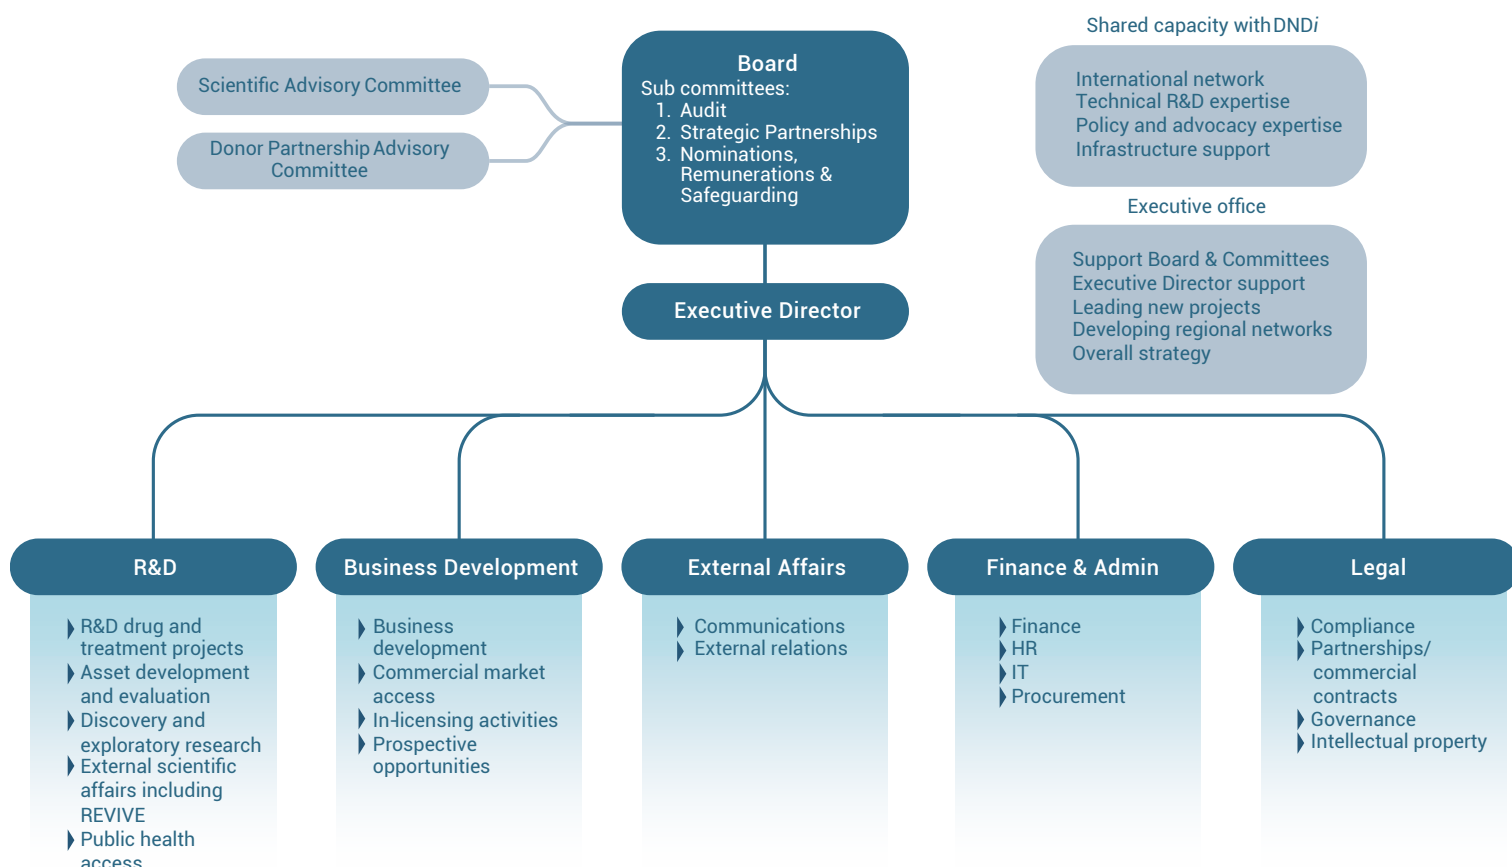 Shared capacity with DNDi
Scientific Advisory Committee
Donor Partnership Advisory
Committee
Board
Sub committees:
1. Audit
2. Strategic Partnerships
3. Nominations,
Remunerations &
Safeguarding
International network
Technical R&D expertise
Policy and advocacy expertise
Infrastructure support
Executive office
Support Board & Committees
Executive Director support
Leading new projects
Developing regional networks
Overall strategy
Executive Director
R&D
R&D drug and
treatment projects
Asset development
and evaluation
Discovery and
exploratory research
External scientific
affairs including
REVIVE
Public health
access
Business Development
Business
development
Commercial market
access
In-licensing activities
Prospective
opportunities
External Affairs
Communications
External relations
Finance & Admin
Finance
HR
IT
Procurement
Legal
Compliance
Partnerships/
commercial
contracts
Governance
Intellectual property